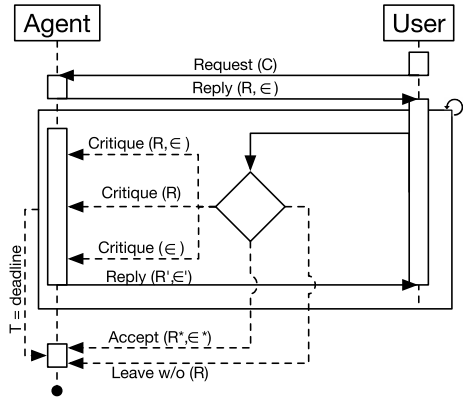 Agent
User
Request (C)
Reply (R, ∈)
Critique (R,∈)
Critique (R)
Critique (∈)
Reply (R',∈')
T = deadline
Accept (R*,∈*)
Leave w/o (R)